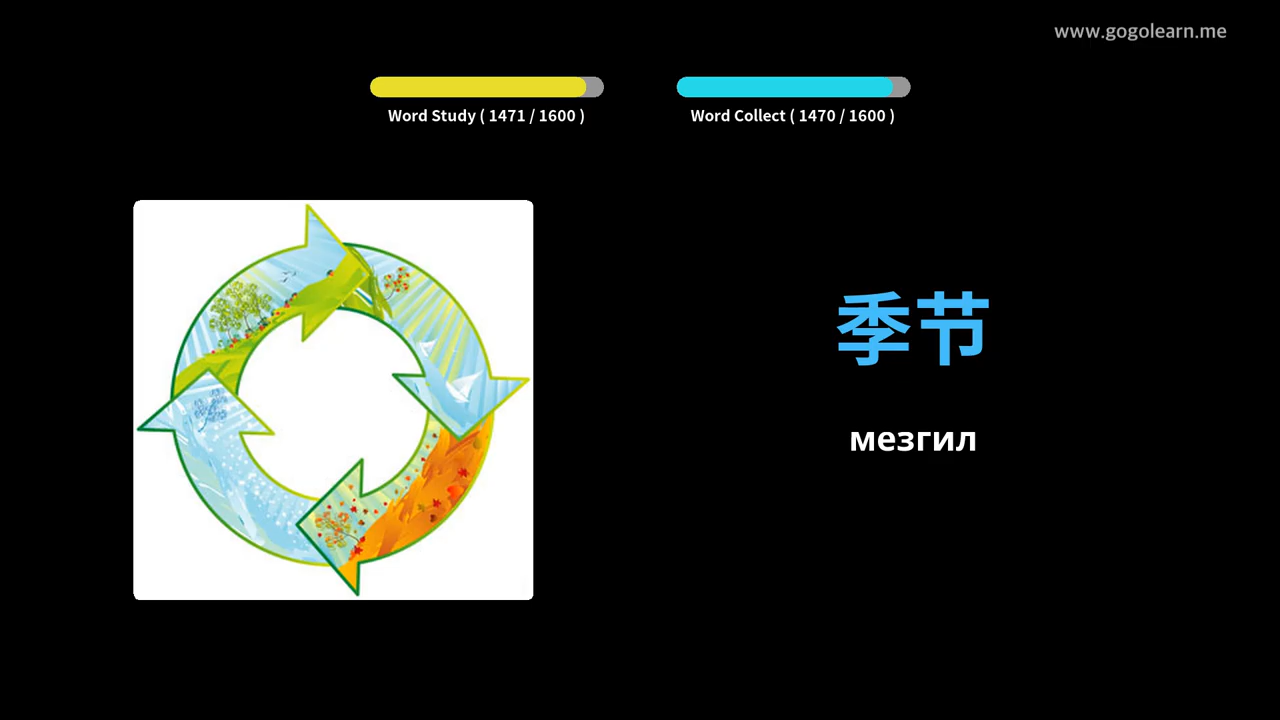 www.gogolearn.me
Word Study ( 1471 / 1600 )
Word Collect ( 1470 / 1600 )
季节
мезгил